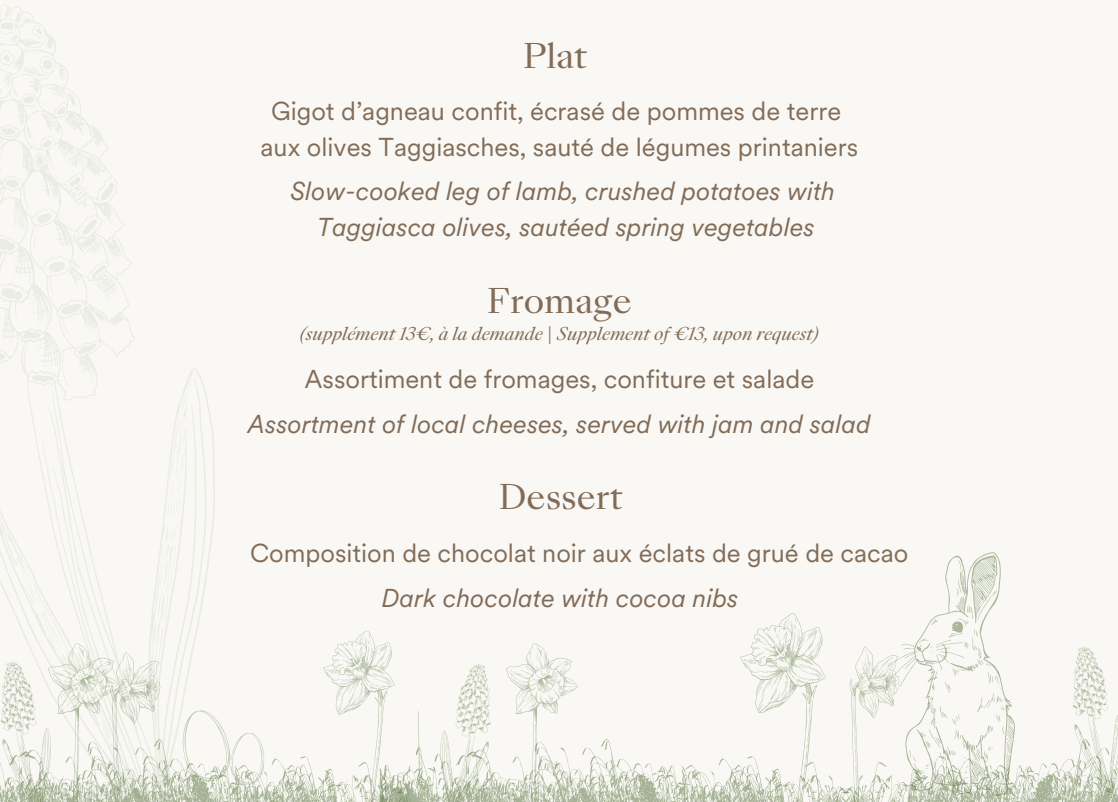 Plat
Gigot d’agneau confit, écrasé de pommes de terre
aux olives Taggiasches, sauté de légumes printaniers
Slow-cooked leg of lamb, crushed potatoes with
Taggiasca olives, sautéed spring vegetables
Fromage
(supplément 13€, à la demande | Supplement of €13, upon request)
Assortiment de fromages, confiture et salade
Assortment of local cheeses, served with jam and salad
Dessert
Composition de chocolat noir aux éclats de grué de cacao
Dark chocolate with cocoa nibs